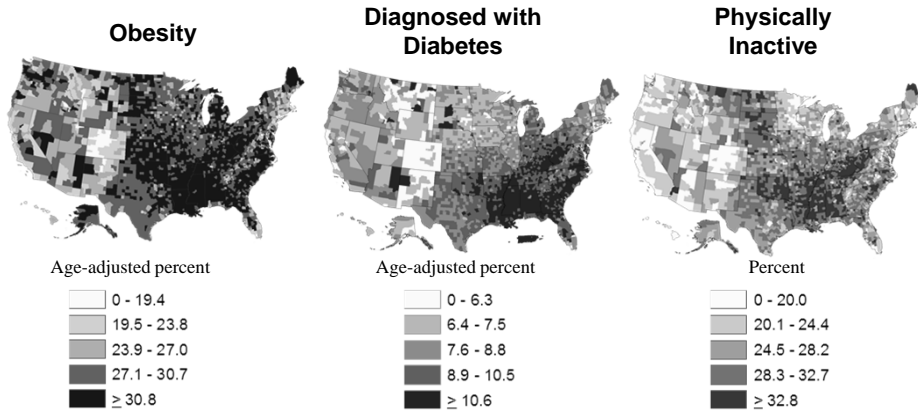 Obesity
Diagnosed with
Diabetes
Physically
Inactive
Age-adjusted percent
0 - 19.4
19.5 - 23.8
23.9 - 27.0
27.1 - 30.7
≥ 30.8
Age-adjusted percent
0 - 6.3
6.4 - 7.5
7.6 - 8.8
8.9 - 10.5
≥ 10.6
Percent
0 - 20.0
20.1 - 24.4
24.5 - 28.2
28.3 - 32.7
≥ 32.8